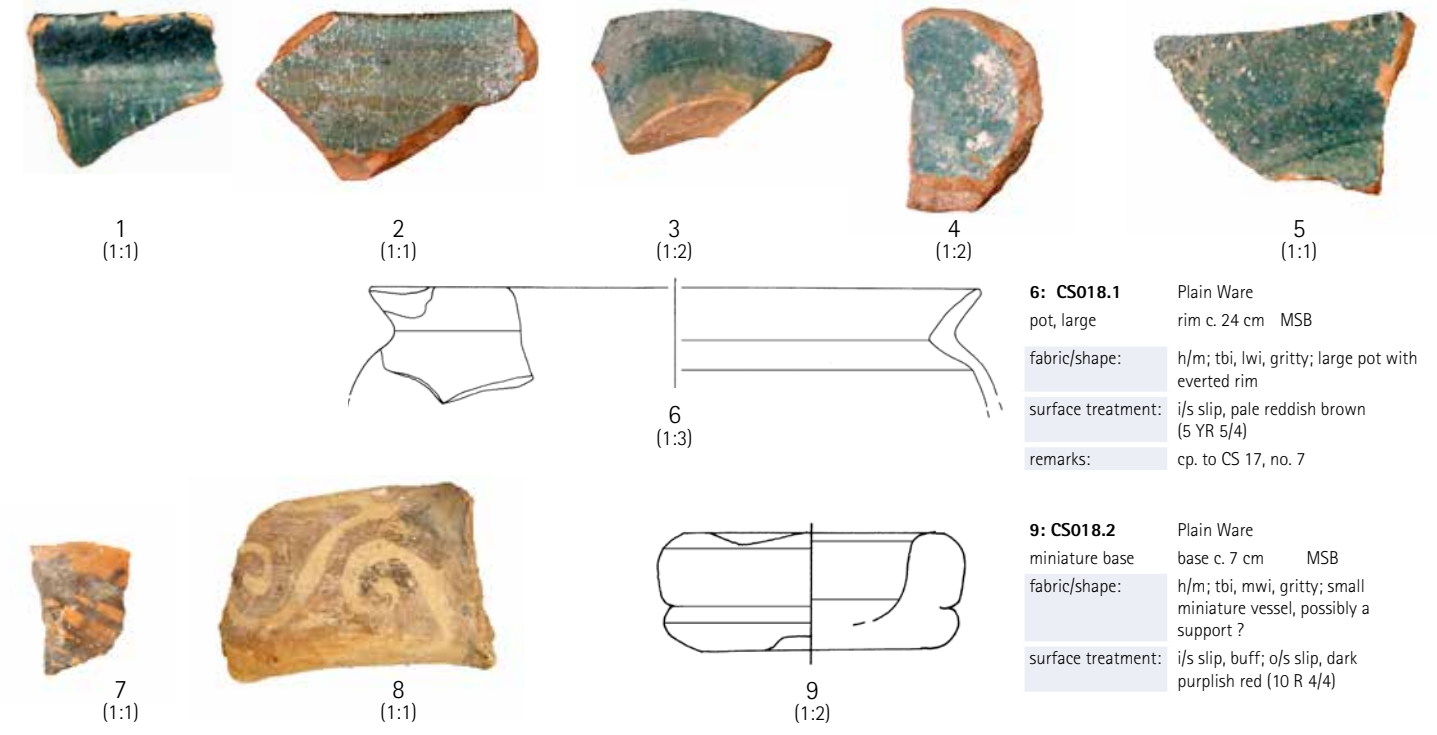 1
(1:1)
2
(1:1)
3
(1:2)
4
(1:2)
5
(1:1)
6
(1:3)
6: CS018.1 Plain Ware
pot, large rim c. 24 cm MSB
fabric/shape: h/m; tbi, lwi, gritty; large pot with
everted rim
surface treatment: i/s slip, pale reddish brown
(5 YR 5/4)
remarks: cp. to CS 17, no. 7
7
(1:1)
8
(1:1)
9
(1:2)
9: CS018.2 Plain Ware
miniature base base c. 7 cm MSB
fabric/shape: h/m; tbi, mwi, gritty; small
miniature vessel, possibly a
support ?
surface treatment: i/s slip, buff; o/s slip, dark
purplish red (10 R 4/4)